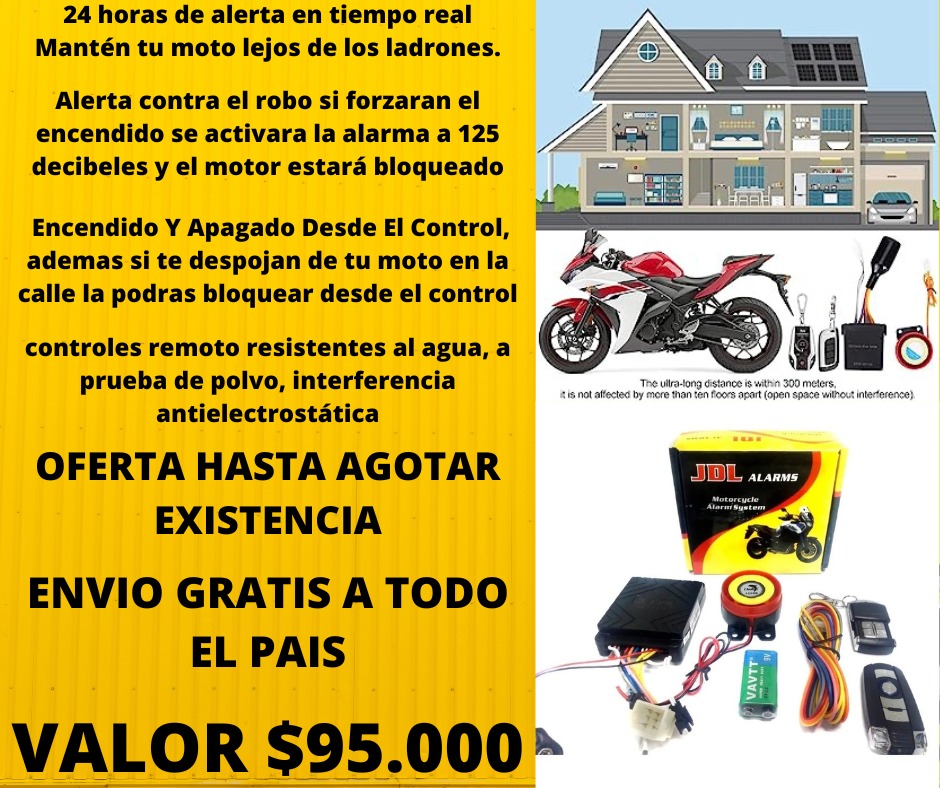 24 horas de alerta en tiempo real
Mantén tu moto lejos de los ladrones.
Alerta contra el robo si forzaran el
encendido se activara la alarma a 125
decibeles y el motor estará bloqueado
Encendido Y Apagado Desde El Control,
ademas si te despojan de tu moto en la
calle la podras bloquear desde el control
controles remoto resistentes al agua, a
prueba de polvo, interferencia
antielectrostática
OFERTA HASTA AGOTAR
EXISTENCIA
ENVIO GRATIS A TODO
EL PAIS
VALOR $95.000
The ultra-long distance is within 300 meters,
it is not affected by more than ten floors apart (open space without interference).
JDL ALARMS
Motorcycle
Alarm System
VAVTT
9V